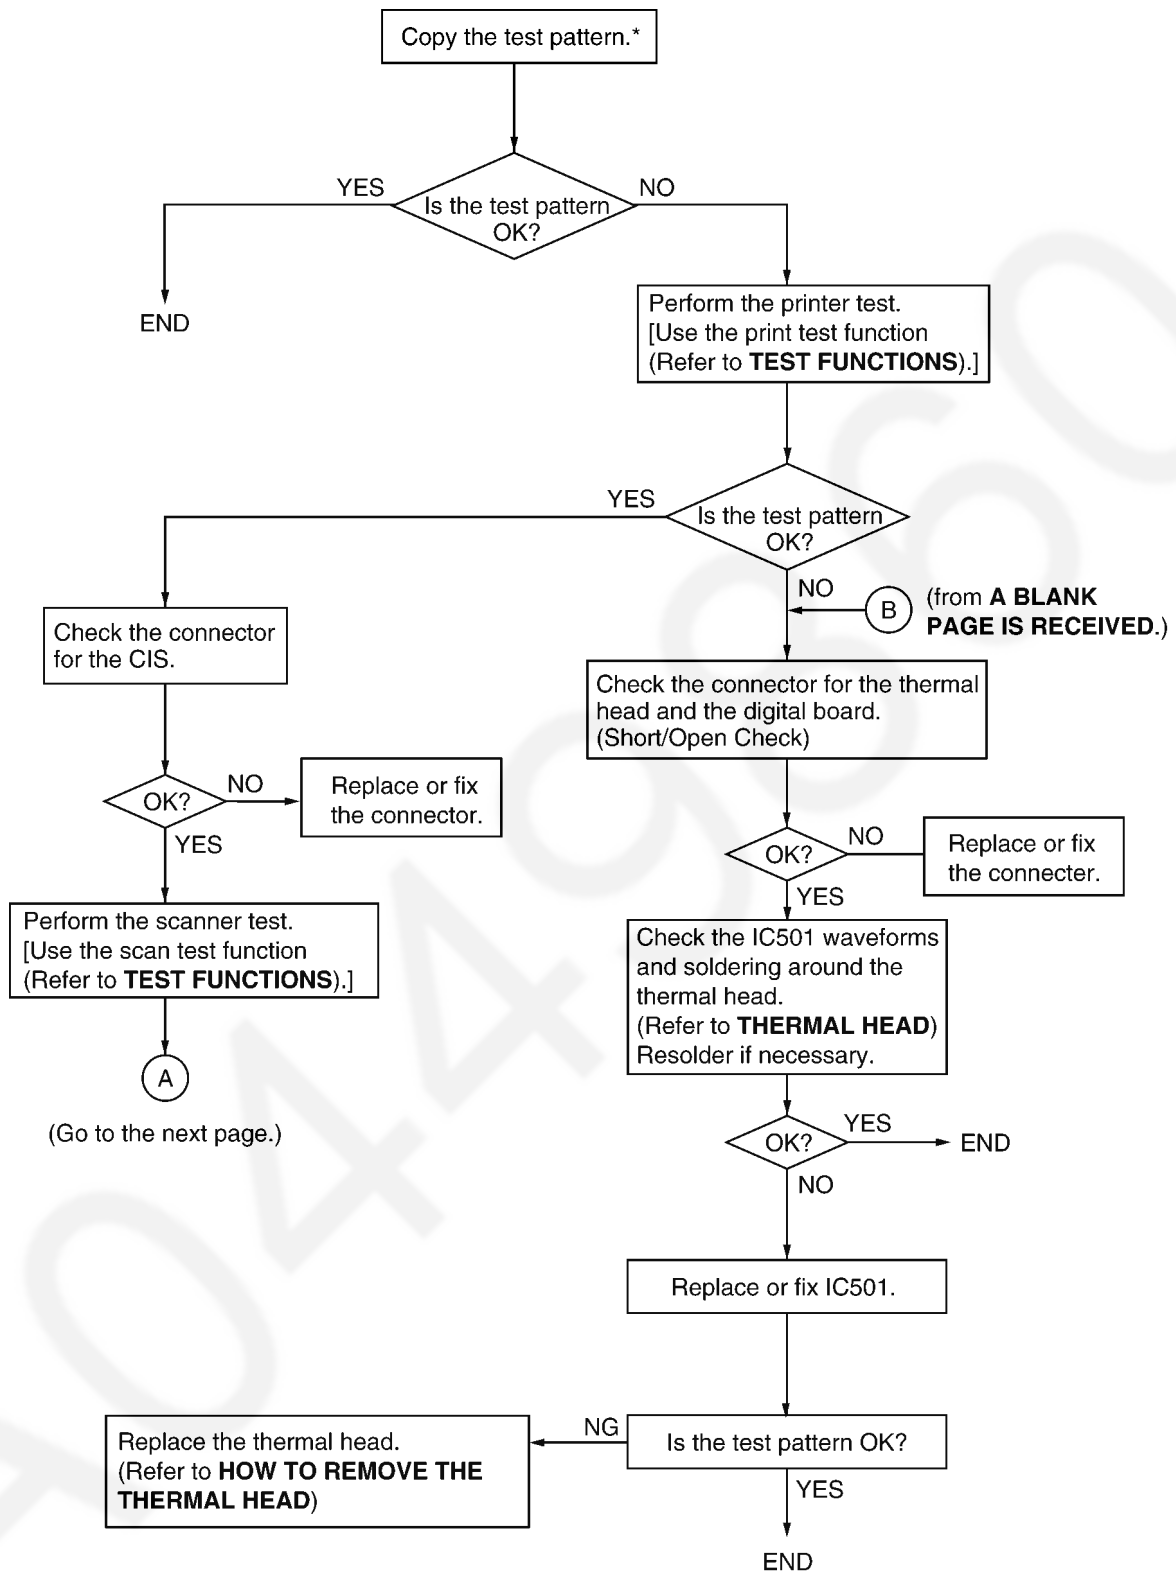 Copy the test pattern.*
YES
NO
Is the test pattern
OK?
END
Perform the printer test.
[Use the print test function
(Refer to TEST FUNCTIONS).]
YES
Is the test pattern
OK?
NO
B
(from A BLANK
PAGE IS RECEIVED.)
Check the connector
for the CIS.
Check the connector for the thermal
head and the digital board.
(Short/Open Check)
OK?
NO
Replace or fix
the connector.
YES
OK?
NO
Replace or fix
the connecter.
YES
Perform the scanner test.
[Use the scan test function
(Refer to TEST FUNCTIONS).]
Check the IC501 waveforms
and soldering around the
thermal head.
(Refer to THERMAL HEAD)
Resolder if necessary.
A
(Go to the next page.)
OK?
YES
END
NO
Replace or fix IC501.
Replace the thermal head.
(Refer to HOW TO REMOVE THE
THERMAL HEAD)
NG
Is the test pattern OK?
YES
END